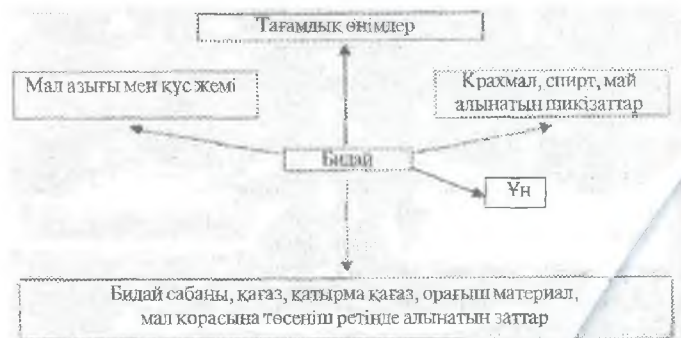 Тағамдық өнімдер
Мал азығы мен құс жемі
Крахмал, спирт, май
алынатын шикізаттар
Бидай
Ұн
Бидай сабаны, қағаз, қатырма қағаз, орағыш материал,
мал қорасына төсеніш ретінде алынатын заттар